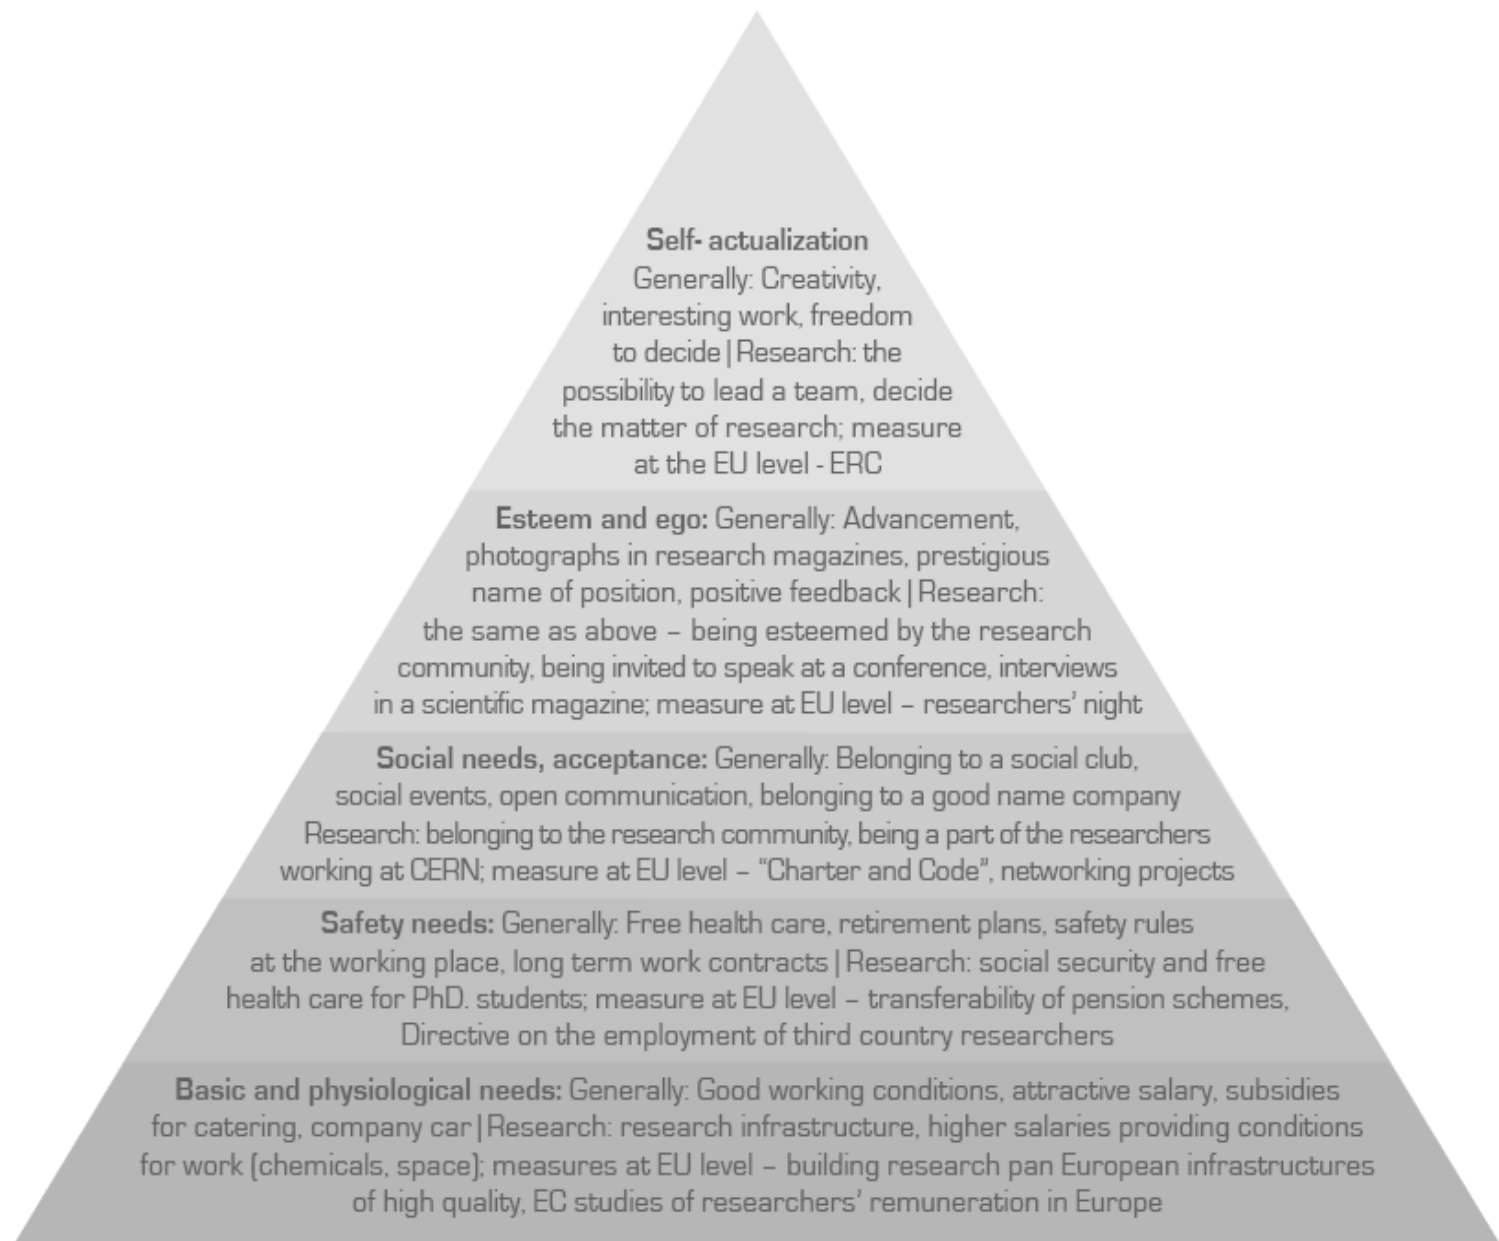 Self- actualization
Generally: Creativity,
interesting work, freedom
to decide | Research: the
possibility to lead a team, decide
the matter of research; measure
at the EU level - ERC
Esteem and ego: Generally: Advancement,
photographs in research magazines, prestigious
name of position, positive feedback | Research:
the same as above – being esteemed by the research
community, being invited to speak at a conference, interviews
in a scientific magazine; measure at EU level – researchers’ night
Social needs, acceptance: Generally: Belonging to a social club,
social events, open communication, belonging to a good name company
Research: belonging to the research community, being a part of the researchers
working at CERN; measure at EU level – “Charter and Code”, networking projects
Safety needs: Generally: Free health care, retirement plans, safety rules
at the working place, long term work contracts | Research: social security and free
health care for PhD. students; measure at EU level – transferability of pension schemes,
Directive on the employment of third country researchers
Basic and physiological needs: Generally: Good working conditions, attractive salary, subsidies
for catering, company car | Research: research infrastructure, higher salaries providing conditions
for work (chemicals, space); measures at EU level – building research pan European infrastructures
of high quality, EC studies of researchers’ remuneration in Europe